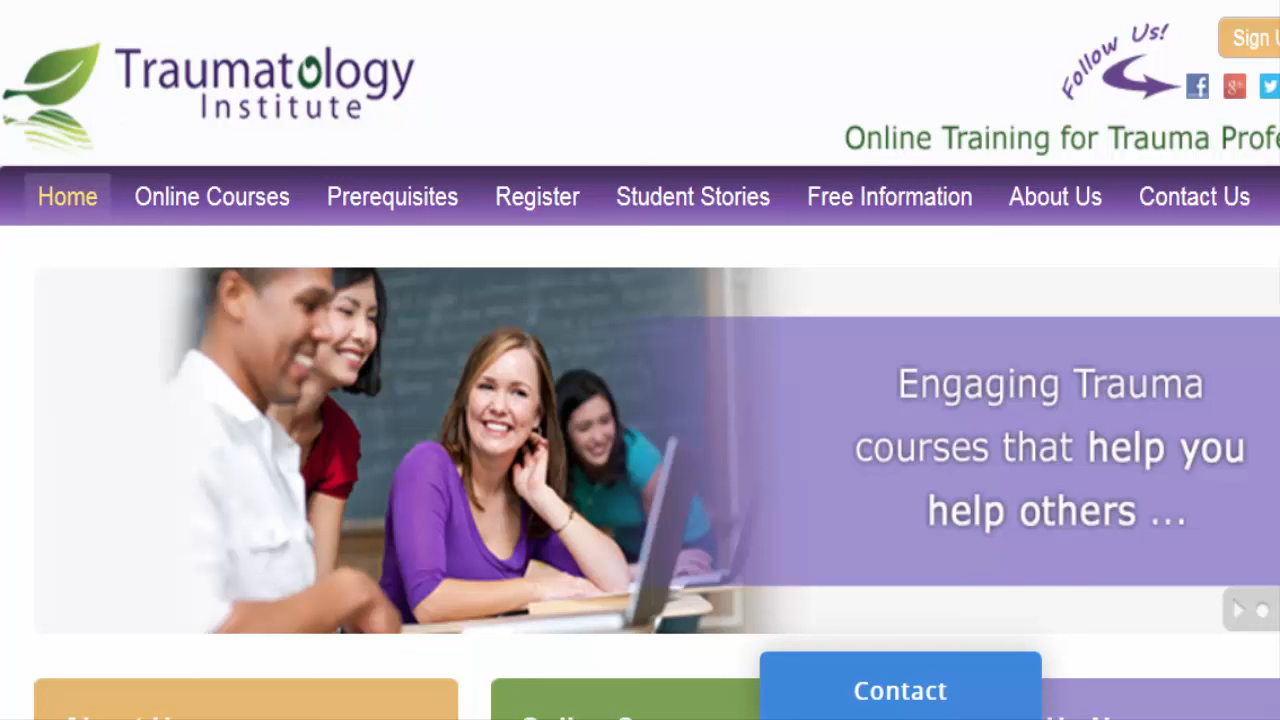 Traumatology
Institute
Follow Us!
Sign
Online Training for Trauma
Home Online Courses Prerequisites Register Student Stories Free Information About Us Contact Us
Engaging Trauma
courses that help you
help others ...
Contact